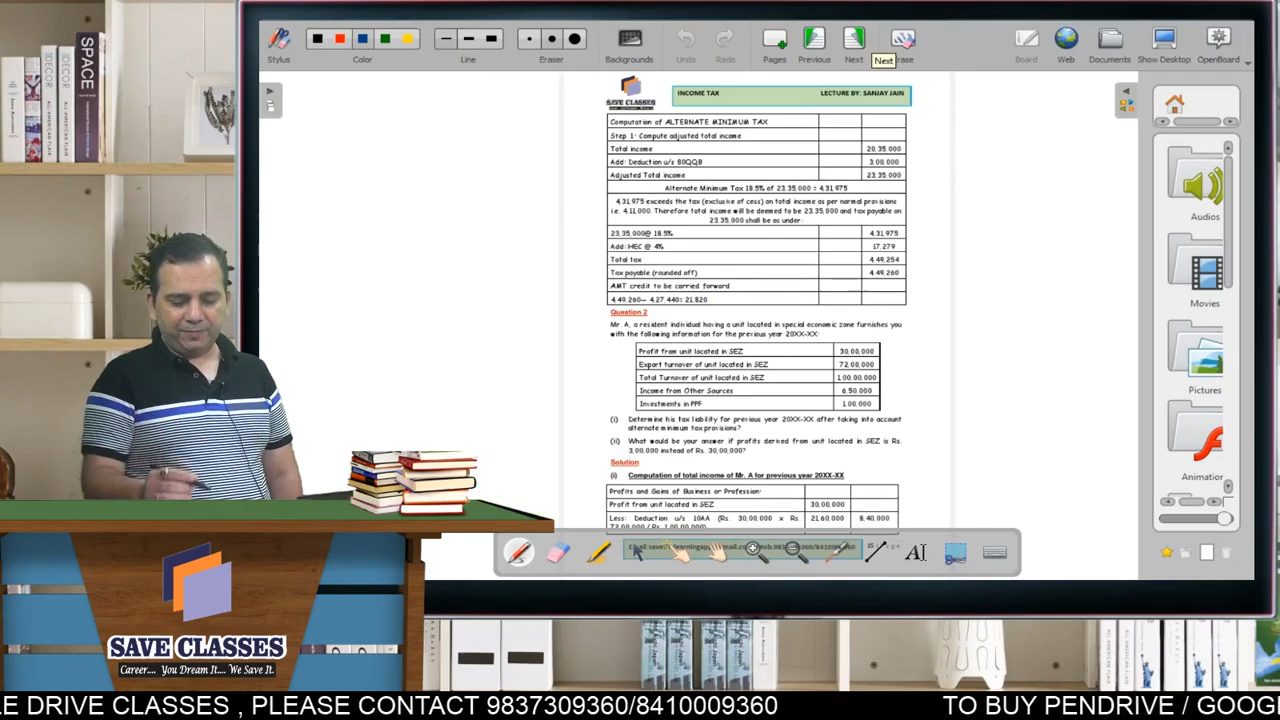 Stylus
Color
Line
Eraser
Backgrounds
Undo
Redo
Pages
Previous
Next
Erase
Next
Board
Web
Documents
Show Desktop
OpenBoard
SAVE CLASSES
INCOME TAX LECTURE BY: SANJAY JAIN
Computation of ALTERNATE MINIMUM TAX
Step 1: Compute adjusted total income
Total income 20,35,000
Add: Deduction u/s 80QQB 3,00,000
Adjusted Total income 23,35,000
Alternate Minimum Tax 18.5% of 23,35,000 = 4,31,975
4,31,975 exceeds the tax (exclusive of cess) on total income as per normal provisions
i.e. 4,11,000. Therefore total income will be deemed to be 23,35,000 and tax payable on
23,35,000 shall be as under:
23,35,000@ 18.5% 4,31,975
Add: HEC @ 4% 17,279
Total tax 4,49,254
Tax payable (rounded off) 4,49,260
AMT credit to be carried forward
4,49,260– 4,27,440= 21,820
Question 2
Mr. A, a resident individual having a unit located in special economic zone furnishes you
with the following information for the previous year 20XX-XX:
Profit from unit located in SEZ 30,00,000
Export turnover of unit located in SEZ 72,00,000
Total Turnover of unit located in SEZ 1,00,00,000
Income from Other Sources 6,50,000
Investments in PPF 1,00,000
(i) Determine his tax liability for previous year 20XX-XX after taking into account
alternate minimum tax provisions?
(ii) What would be your answer if profits derived from unit located in SEZ is Rs.
3,00,000 instead of Rs. 30,00,000?
Solution
(i) Computation of total income of Mr. A for previous year 20XX-XX
Profits and Gains of Business or Profession:
Profit from unit located in SEZ 30,00,000
Less: Deduction u/s 10AA (Rs. 30,00,000 x Rs. 21,60,000 8,40,000
72,00,000 / Rs. 1,00,00,000)
Audios
Movies
Pictures
Animation
SPACE
SAVE CLASSES
Career.... You Dream It.... We Save It.
LE DRIVE CLASSES , PLEASE CONTACT 9837309360/8410009360 TO BUY PENDRIVE / GOOG